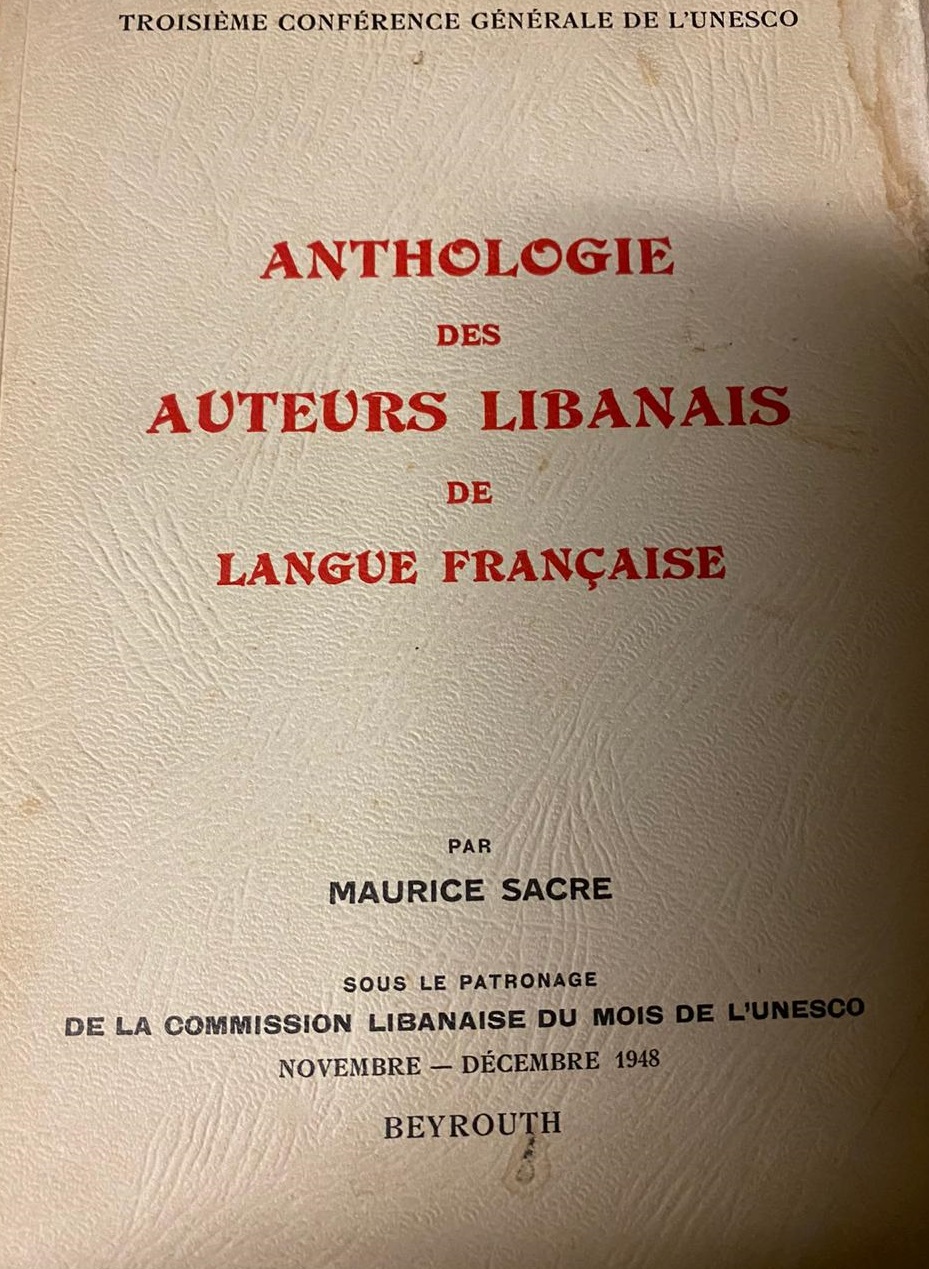 TROISIÈME CONFÉRENCE GÉNÉRALE DE L'UNESCO
ANTHOLOGIE
DES
AUTEURS LIBANAIS
DE
LANGUE FRANÇAISE
PAR
MAURICE SACRE
SOUS LE PATRONAGE
DE LA COMMISSION LIBANAISE DU MOIS DE L'UNESCO
NOVEMBRE — DÉCEMBRE 1948
BEYROUTH